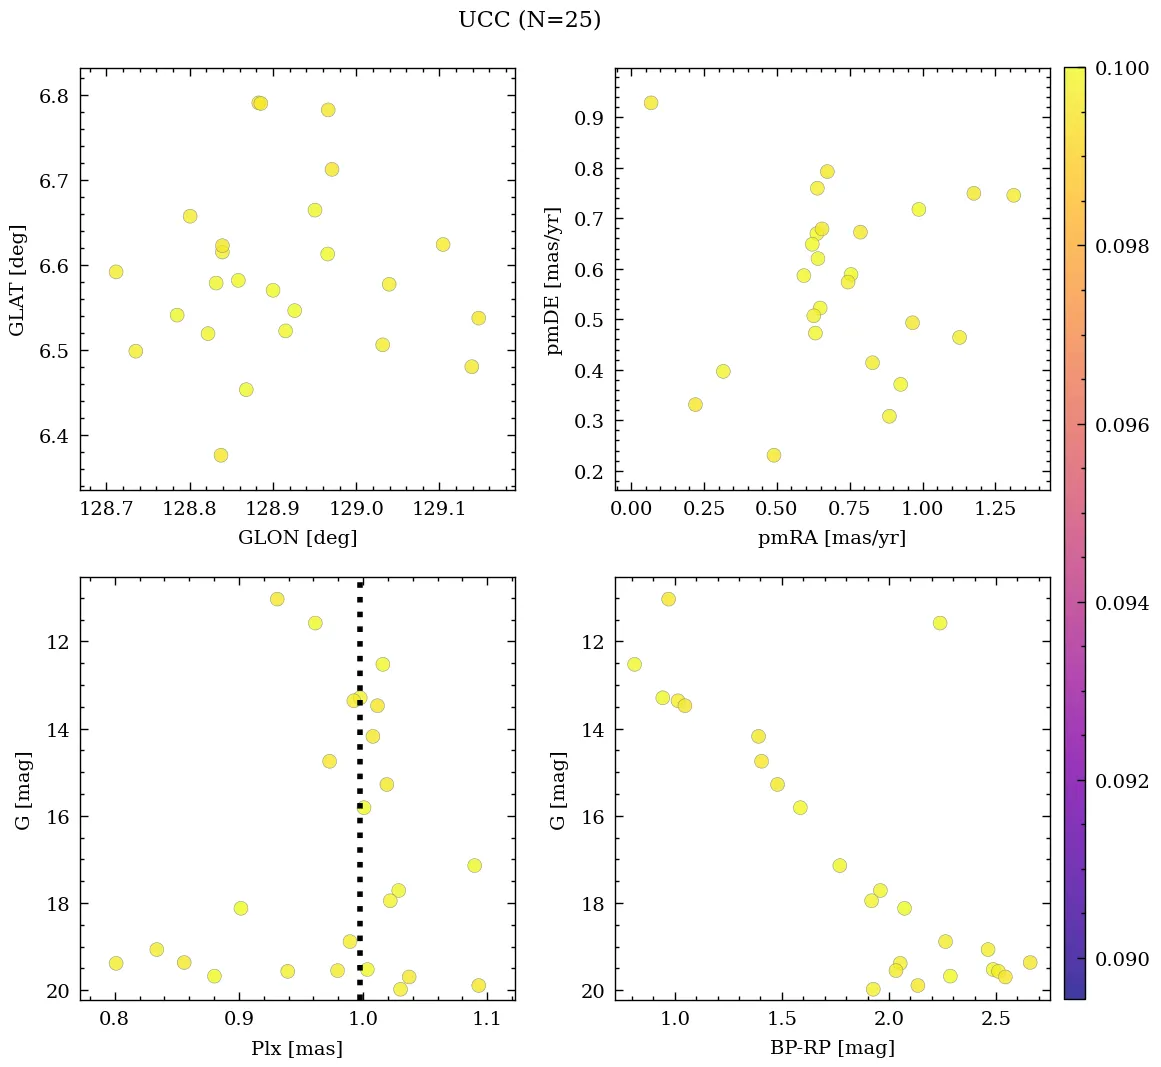 UCC (N=25)
6.8
6.7
6.6
6.5
6.4
GLAT [deg]
128.7 128.8 128.9 129.0 129.1
GLON [deg]
0.9
0.8
0.7
0.6
0.5
0.4
0.3
0.2
pmDE [mas/yr]
0.00 0.25 0.50 0.75 1.00 1.25
pmRA [mas/yr]
12
14
16
18
20
G [mag]
0.8 0.9 1.0 1.1
Plx [mas]
12
14
16
18
20
G [mag]
1.0 1.5 2.0 2.5
BP-RP [mag]
0.100
0.098
0.096
0.094
0.092
0.090